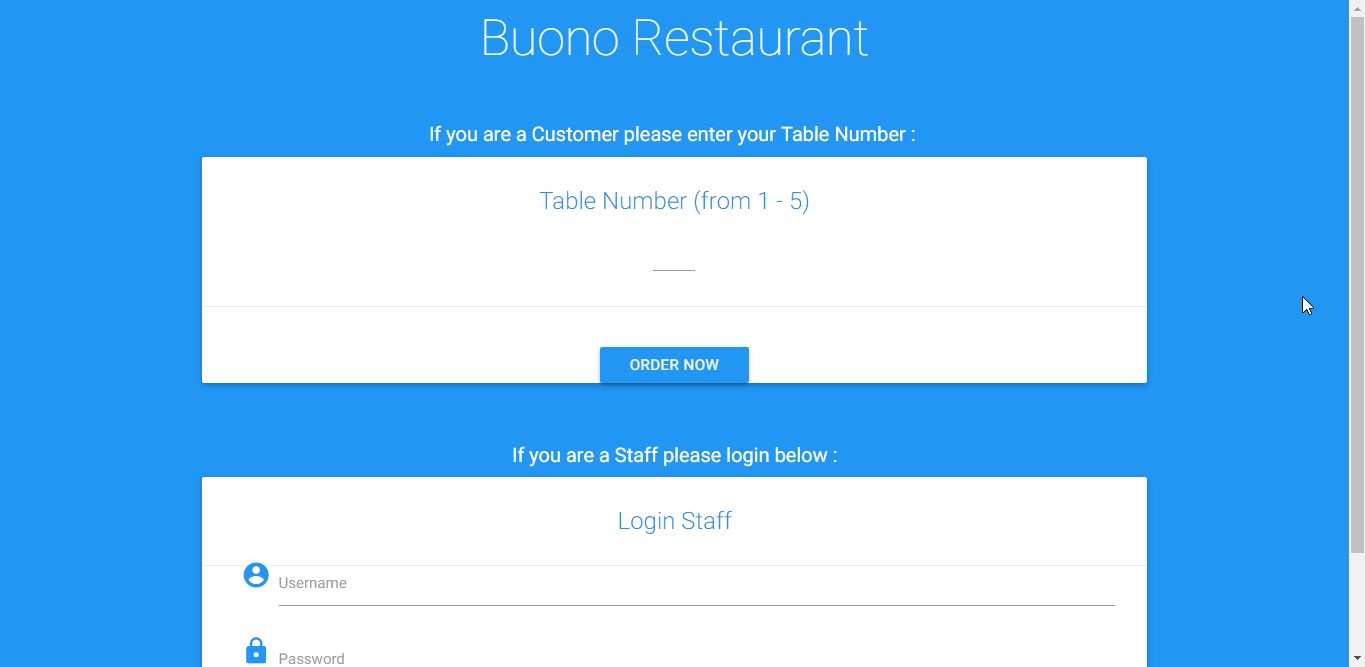 Buono Restaurant
If you are a Customer please enter your Table Number :
Table Number (from 1 - 5)
ORDER NOW
If you are a Staff please login below :
Login Staff
Username
Password